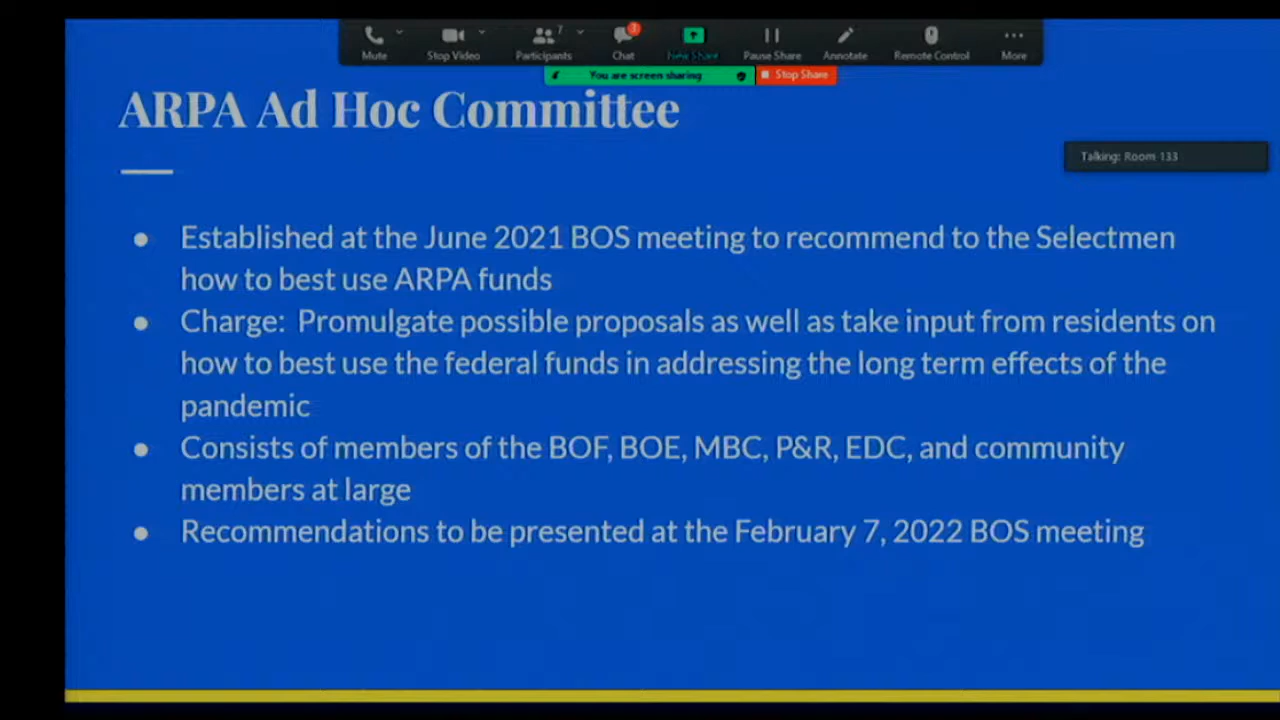 7
3
Mute
Stop Video
Participants
Chat
New Share
Pause Share
Annotate
Remote Control
More
You are screen sharing
Stop Share
ARPA Ad Hoc Committee
Talking: Room 133
Established at the June 2021 BOS meeting to recommend to the Selectmen
how to best use ARPA funds
Charge: Promulgate possible proposals as well as take input from residents on
how to best use the federal funds in addressing the long term effects of the
pandemic
Consists of members of the BOF, BOE, MBC, P&R, EDC, and community
members at large
Recommendations to be presented at the February 7, 2022 BOS meeting